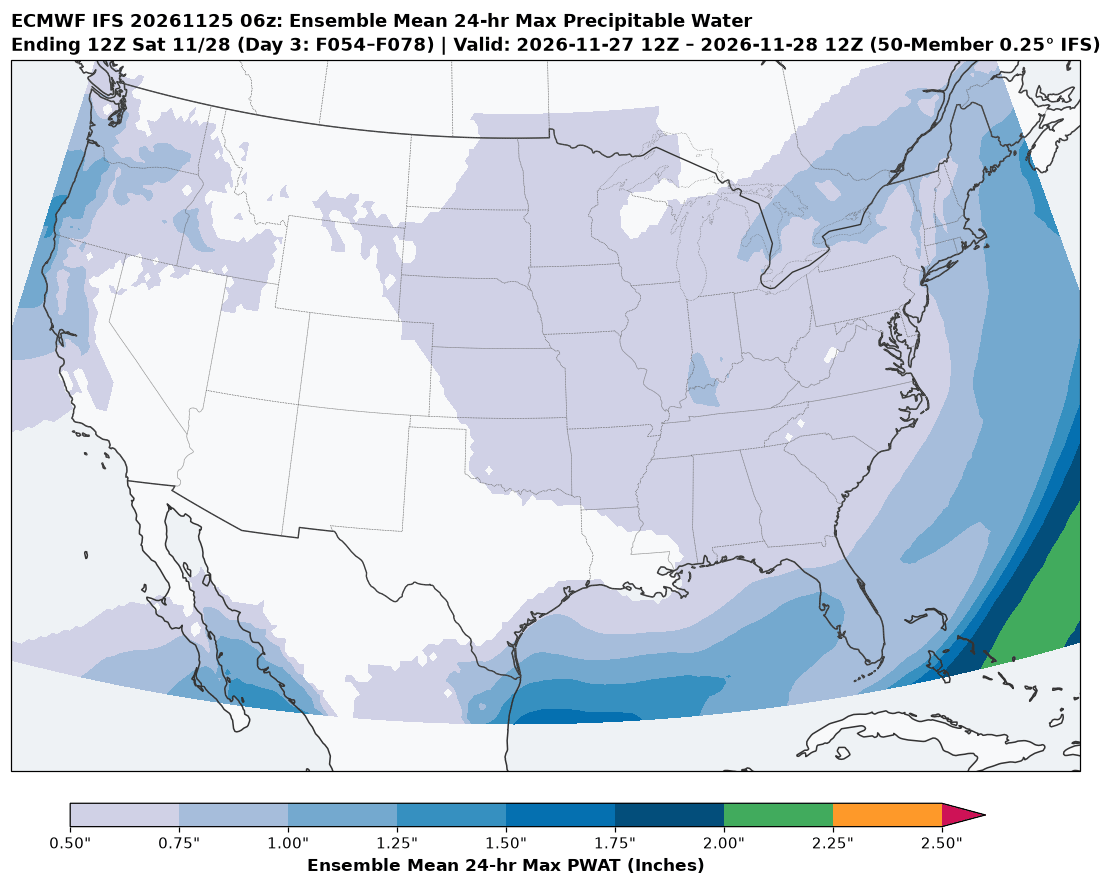 ECMWF IFS 20261125 06z: Ensemble Mean 24-hr Max Precipitable Water
Ending 12Z Sat 11/28 (Day 3: F054–F078) | Valid: 2026-11-27 12Z – 2026-11-28 12Z (50-Member 0.25° IFS)
0.50" 0.75" 1.00" 1.25" 1.50" 1.75" 2.00" 2.25" 2.50"
Ensemble Mean 24-hr Max PWAT (Inches)